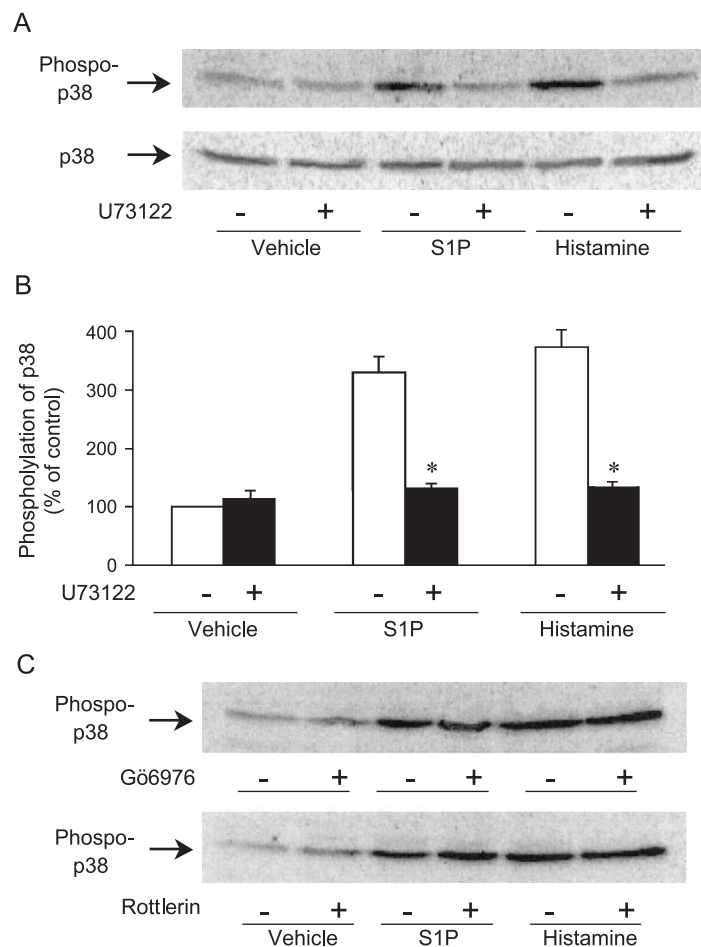 A
Phospo-
p38
p38
U73122 - + - + - +
Vehicle S1P Histamine
B
Phospholylation of p38
(% of control)
400
300
200
100
0
* *
U73122 - + - + - +
Vehicle S1P Histamine
C
Phospo-
p38
Gö6976 - + - + - +
Phospo-
p38
Rottlerin - + - + - +
Vehicle S1P Histamine